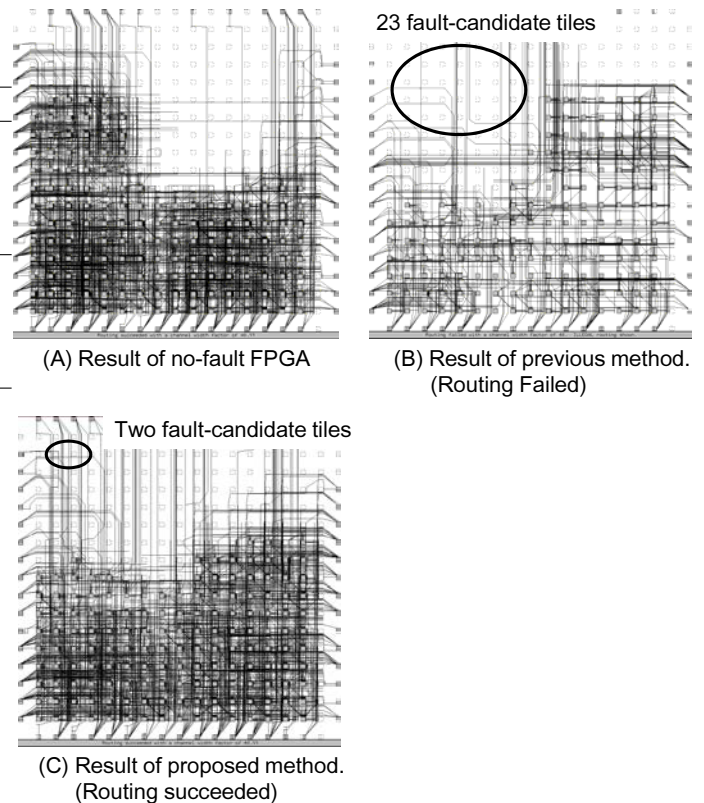 23 fault-candidate tiles
(A) Result of no-fault FPGA
(B) Result of previous method.
(Routing Failed)
Two fault-candidate tiles
(C) Result of proposed method.
(Routing succeeded)